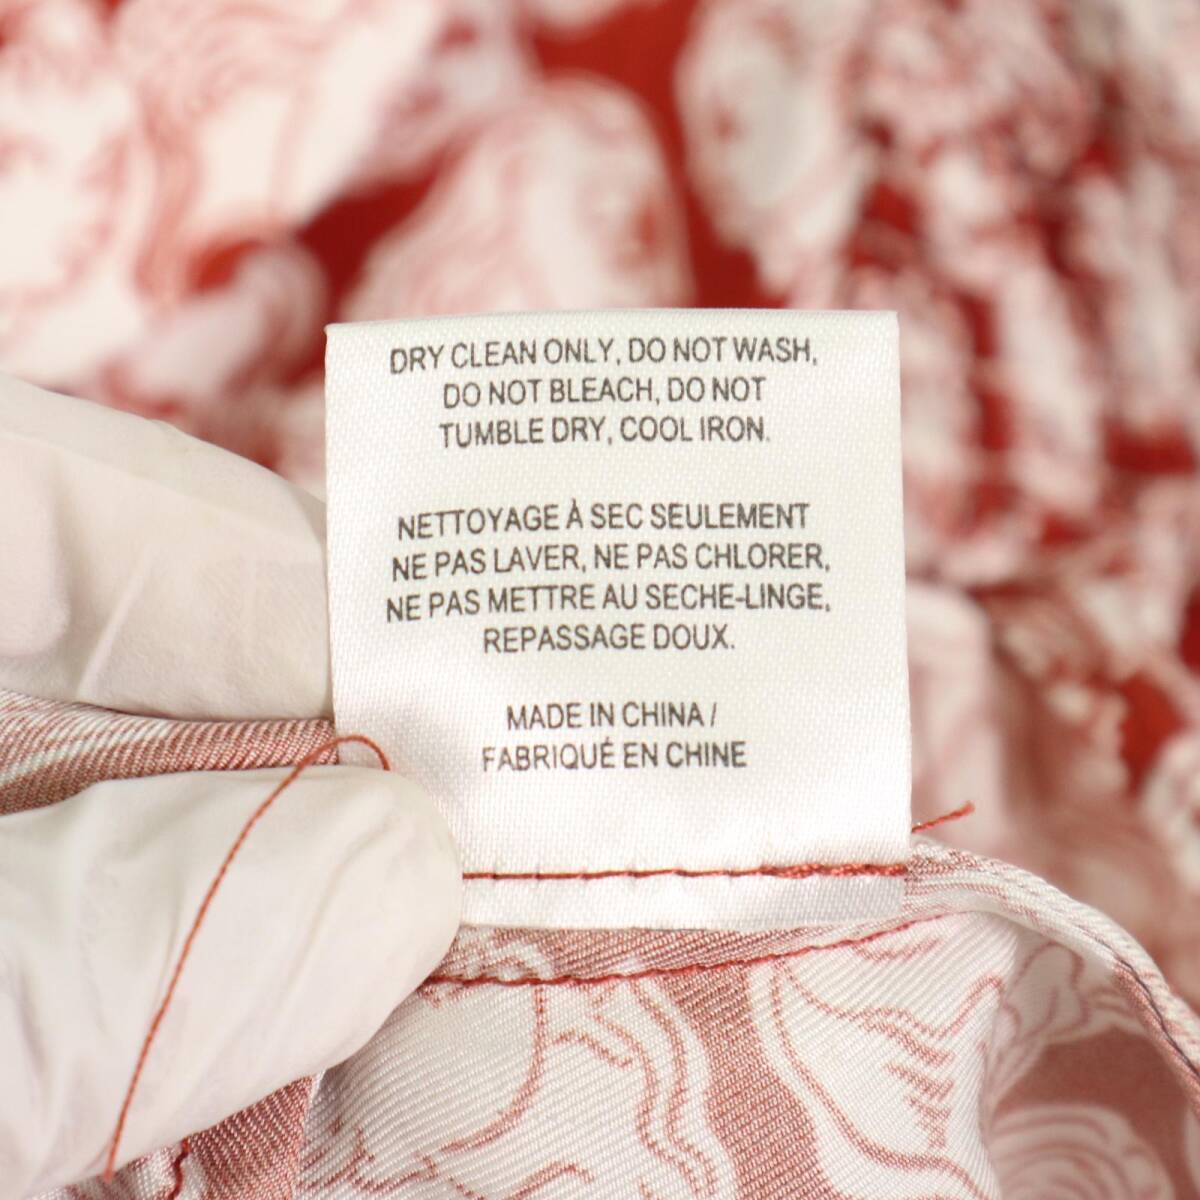 DRY CLEAN ONLY, DO NOT WASH,
DO NOT BLEACH, DO NOT
TUMBLE DRY, COOL IRON.
NETTOYAGE À SEC SEULEMENT
NE PAS LAVER, NE PAS CHLORER,
NE PAS METTRE AU SECHE-LINGE,
REPASSAGE DOUX.
MADE IN CHINA /
FABRIQUÉ EN CHINE